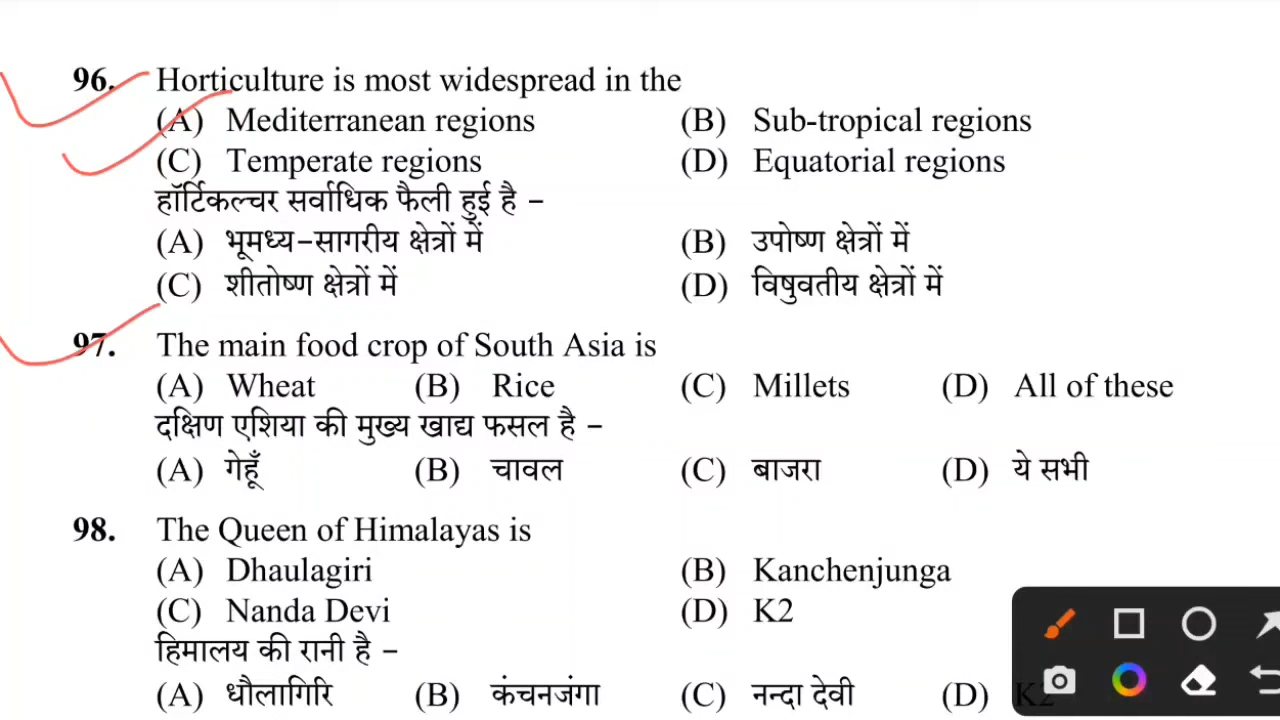 96. Horticulture is most widespread in the
(A) Mediterranean regions (B) Sub-tropical regions
(C) Temperate regions (D) Equatorial regions
हॉर्टिकल्चर सर्वाधिक फैली हुई है –
(A) भूमध्य-सागरीय क्षेत्रों में (B) उपोष्ण क्षेत्रों में
(C) शीतोष्ण क्षेत्रों में (D) विषुवतीय क्षेत्रों में
97. The main food crop of South Asia is
(A) Wheat (B) Rice (C) Millets (D) All of these
दक्षिण एशिया की मुख्य खाद्य फसल है –
(A) गेहूँ (B) चावल (C) बाजरा (D) ये सभी
98. The Queen of Himalayas is
(A) Dhaulagiri (B) Kanchenjunga
(C) Nanda Devi (D) K2
हिमालय की रानी है –
(A) धौलागिरि (B) कंचनजंगा (C) नन्दा देवी (D) K2